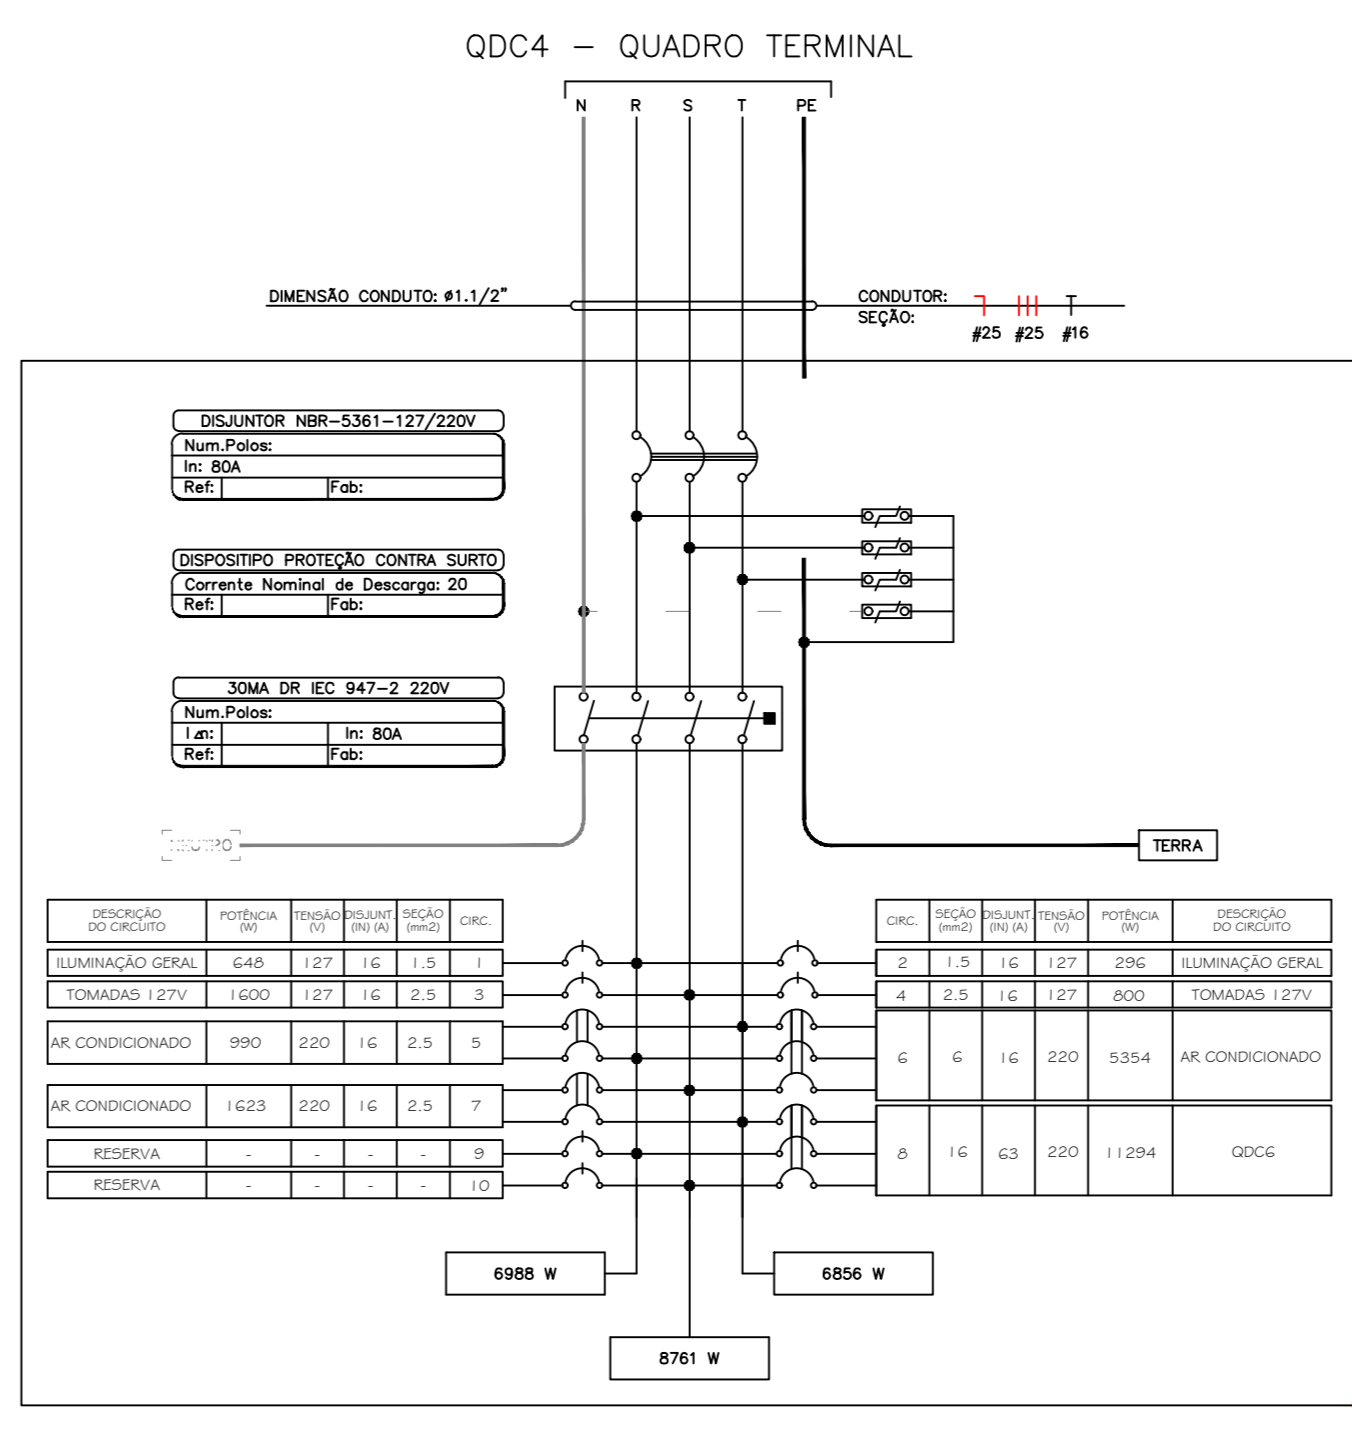 QDC4 - QUADRO TERMINAL
N R S T PE
DIMENSÃO CONDUTO: ø1.1/2"
CONDUTOR:
SEÇÃO:
#25 #25 #16
DISJUNTOR NBR-5361-127/220V
Num.Polos:
In: 80A
Ref: Fab:
DISPOSITIPO PROTEÇÃO CONTRA SURTO
Corrente Nominal de Descarga: 20
Ref: Fab:
30MA DR IEC 947-2 220V
Num.Polos:
I⊿n: In: 80A
Ref: Fab:
NEUTRO
TERRA
DESCRIÇÃO DO CIRCUITO POTÊNCIA (W) TENSÃO (V) DISJUNT. (IN) (A) SEÇÃO (mm2) CIRC.
ILUMINAÇÃO GERAL 648 127 16 1.5 1
TOMADAS 127V 1600 127 16 2.5 3
AR CONDICIONADO 990 220 16 2.5 5
AR CONDICIONADO 1623 220 16 2.5 7
RESERVA - - - - 9
RESERVA - - - - 10
CIRC. SEÇÃO (mm2) DISJUNT. (IN) (A) TENSÃO (V) POTÊNCIA (W) DESCRIÇÃO DO CIRCUITO
2 1.5 16 127 296 ILUMINAÇÃO GERAL
4 2.5 16 127 800 TOMADAS 127V
6 6 16 220 5354 AR CONDICIONADO
8 16 63 220 11294 QDC6
6988 W
6856 W
8761 W